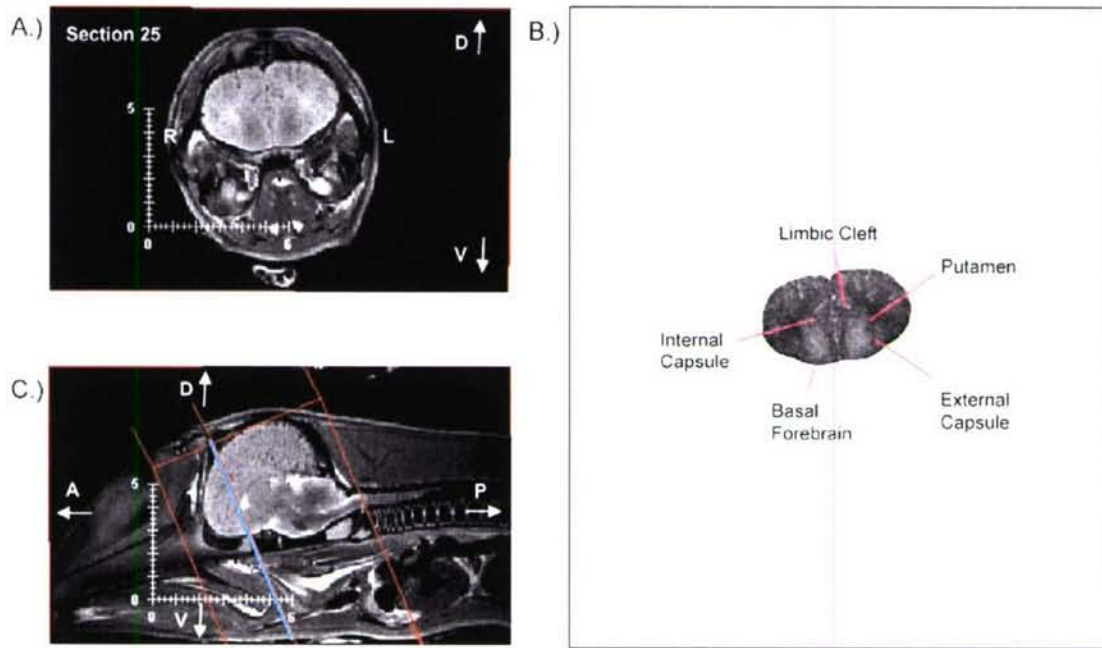 A.)
Section 25
D
5
R
L
0
0
6
V
B.)
Limbic Cleft
Putamen
Internal
Capsule
External
Capsule
Basal
Forebrain
C.)
D
A
5
P
0
0
V
6